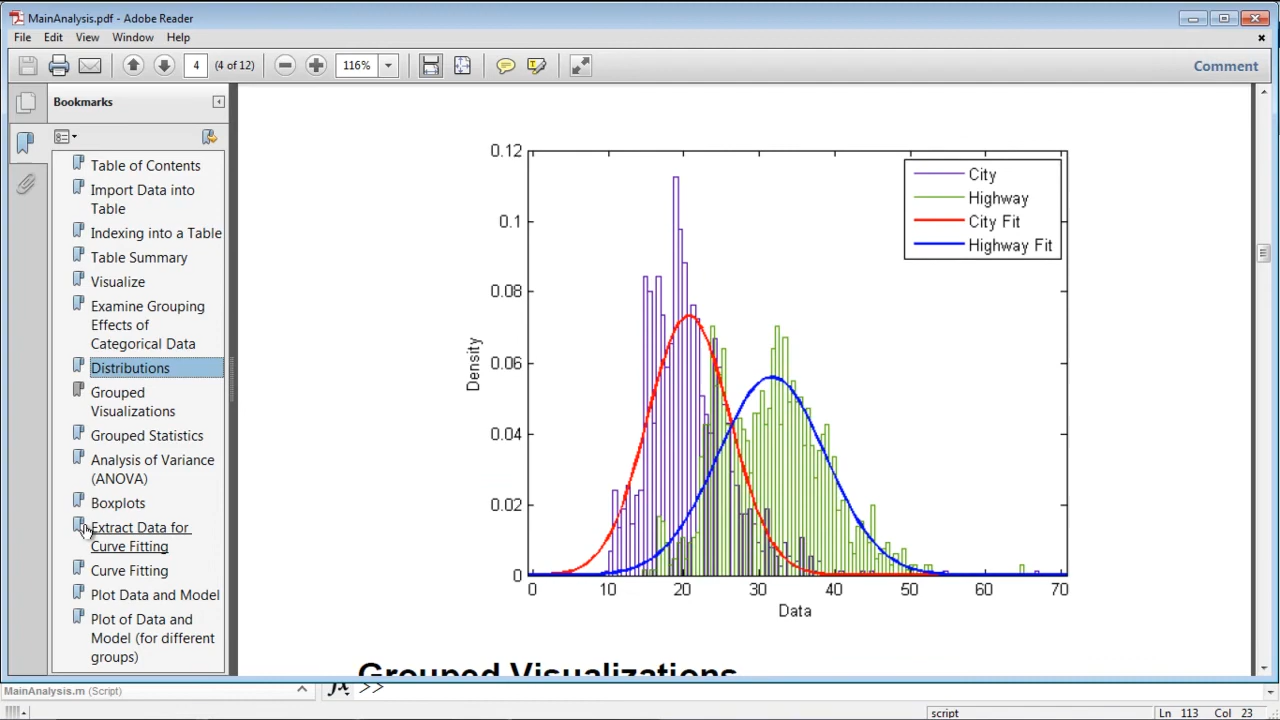 MainAnalysis.pdf - Adobe Reader
File Edit View Window Help
4 (4 of 12) 116% Comment
Bookmarks
Table of Contents
Import Data into
Table
Indexing into a Table
Table Summary
Visualize
Examine Grouping
Effects of
Categorical Data
Distributions
Grouped
Visualizations
Grouped Statistics
Analysis of Variance
(ANOVA)
Boxplots
Extract Data for
Curve Fitting
Curve Fitting
Plot Data and Model
Plot of Data and
Model (for different
groups)
0.12
0.1
0.08
0.06
0.04
0.02
0
Density
City
Highway
City Fit
Highway Fit
0 10 20 30 40 50 60 70
Data
Grouped Visualizations
MainAnalysis.m (Script)
fx >>
script Ln 113 Col 23